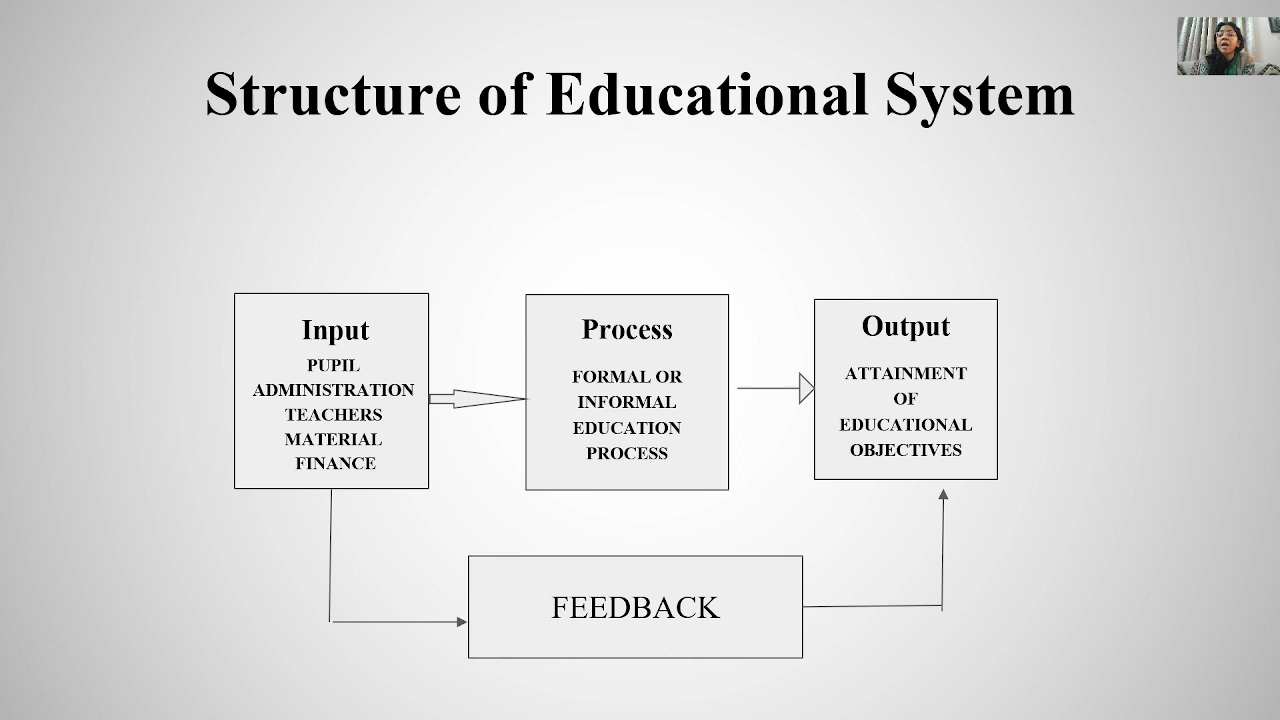 Structure of Educational System
Input
PUPIL
ADMINISTRATION
TEACHERS
MATERIAL
FINANCE
Process
FORMAL OR
INFORMAL
EDUCATION
PROCESS
Output
ATTAINMENT
OF
EDUCATIONAL
OBJECTIVES
FEEDBACK